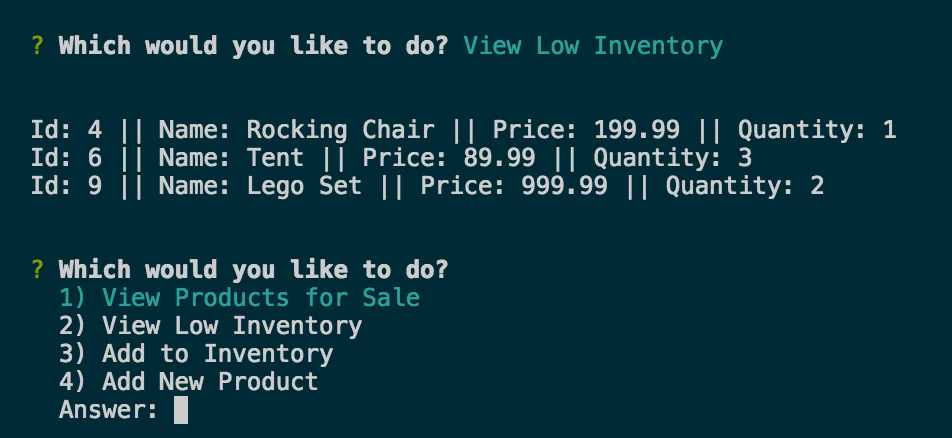 ? Which would you like to do? View Low Inventory
Id: 4 || Name: Rocking Chair || Price: 199.99 || Quantity: 1
Id: 6 || Name: Tent || Price: 89.99 || Quantity: 3
Id: 9 || Name: Lego Set || Price: 999.99 || Quantity: 2
? Which would you like to do?
1) View Products for Sale
2) View Low Inventory
3) Add to Inventory
4) Add New Product
Answer: